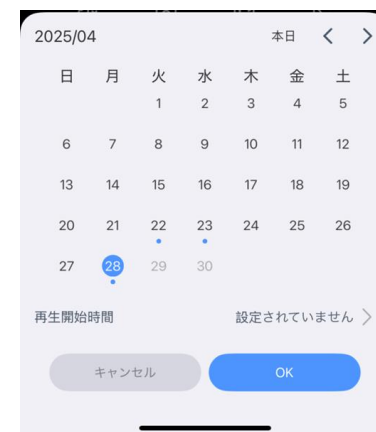 2025/04 本日 < >
日 月 火 水 木 金 土
1 2 3 4 5
6 7 8 9 10 11 12
13 14 15 16 17 18 19
20 21 22 23 24 25 26
27 28 29 30
再生開始時間 設定されていません >
キャンセル OK